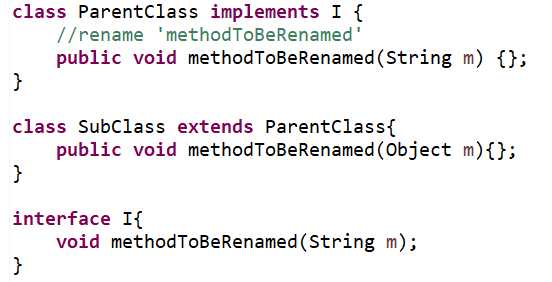 class ParentClass implements I {
    //rename 'methodToBeRenamed'
    public void methodToBeRenamed(String m) {};
}
class SubClass extends ParentClass{
    public void methodToBeRenamed(Object m){};
}
interface I{
    void methodToBeRenamed(String m);
}